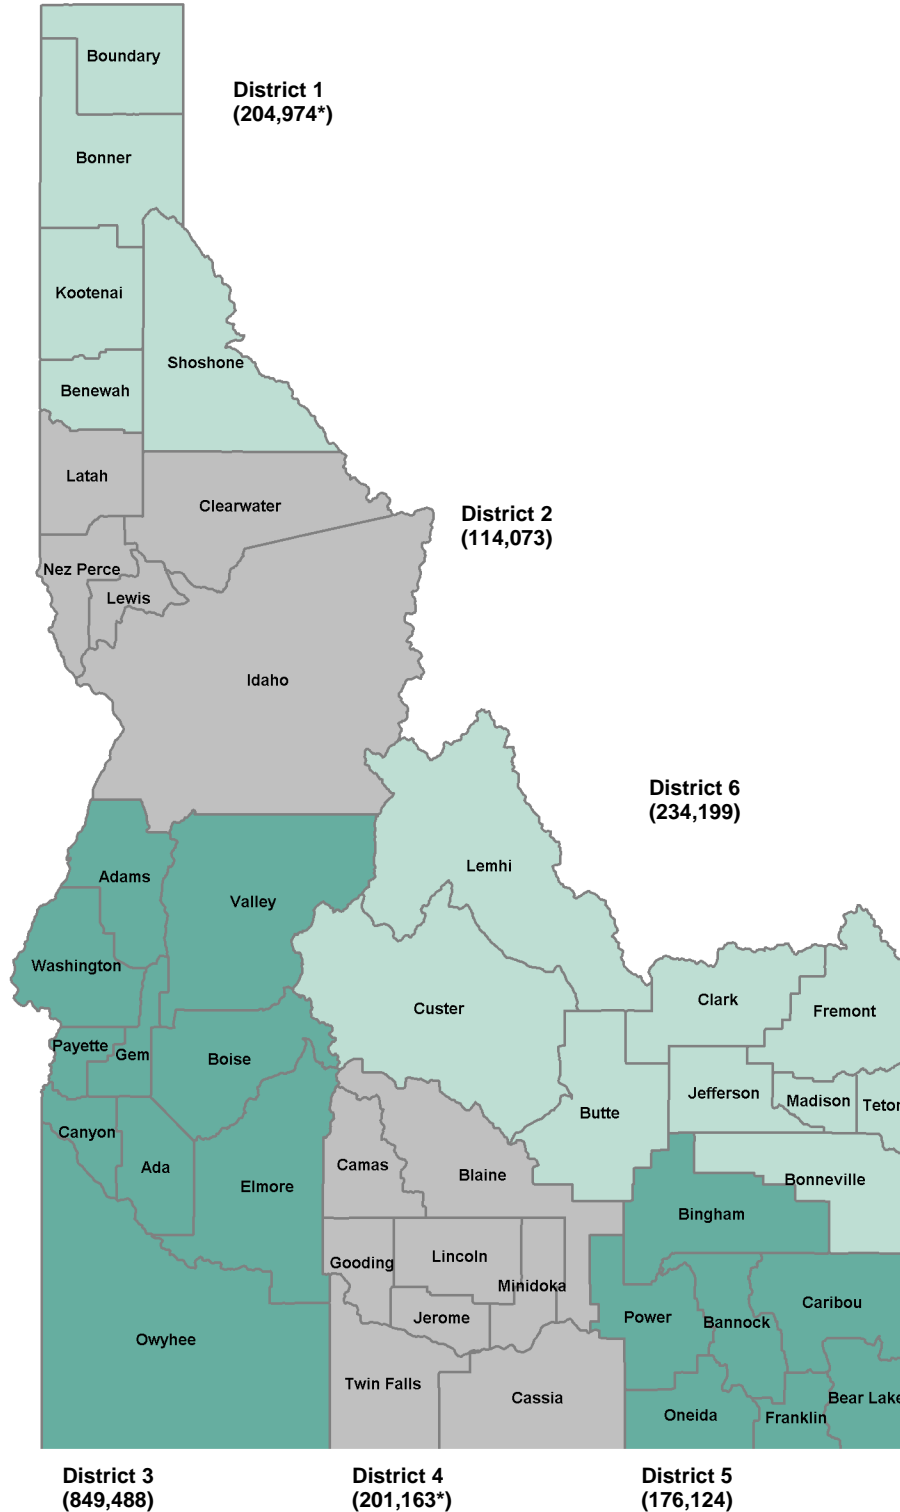 Boundary
District 1
(204,974*)
Bonner
Kootenai
Shoshone
Benewah
Latah
Clearwater
District 2
(114,073)
Nez Perce
Lewis
Idaho
District 6
(234,199)
Lemhi
Adams
Valley
Washington
Custer
Clark
Fremont
Payette
Gem
Boise
Butte
Jefferson
Madison
Teton
Canyon
Ada
Camas
Blaine
Elmore
Bonneville
Bingham
Gooding
Lincoln
Minidoka
Jerome
Power
Bannock
Caribou
Owyhee
Twin Falls
Cassia
Oneida
Franklin
Bear Lake
District 3
(849,488)
District 4
(201,163*)
District 5
(176,124)